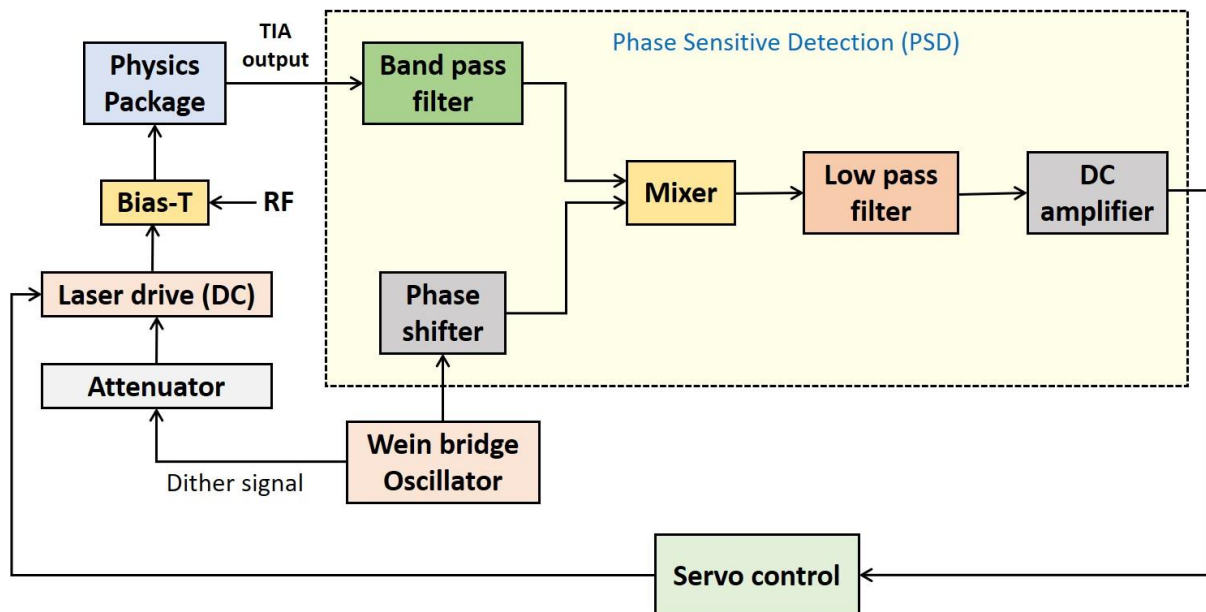 TIA
output
Phase Sensitive Detection (PSD)
Physics
Package
Band pass
filter
Bias-T
RF
Mixer
Low pass
filter
DC
amplifier
Laser drive (DC)
Phase
shifter
Attenuator
Wein bridge
Oscillator
Dither signal
Servo control